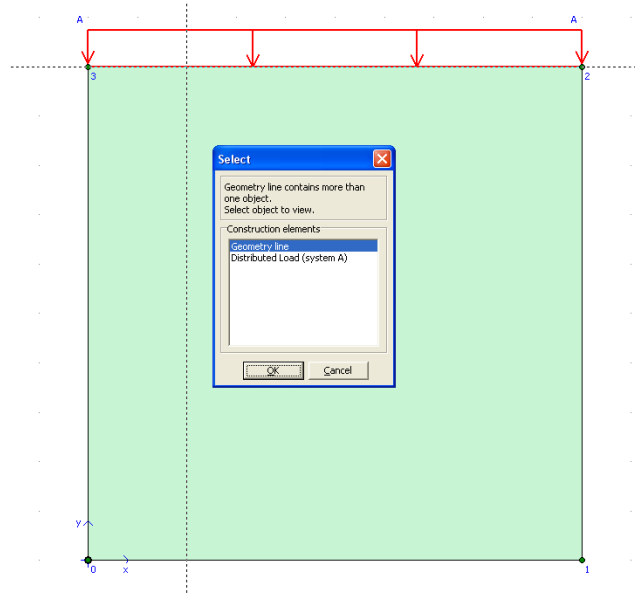 A A
3 2
Select
Geometry line contains more than
one object.
Select object to view.
Construction elements
Geometry line
Distributed Load (system A)
OK Cancel
y
0 x 1